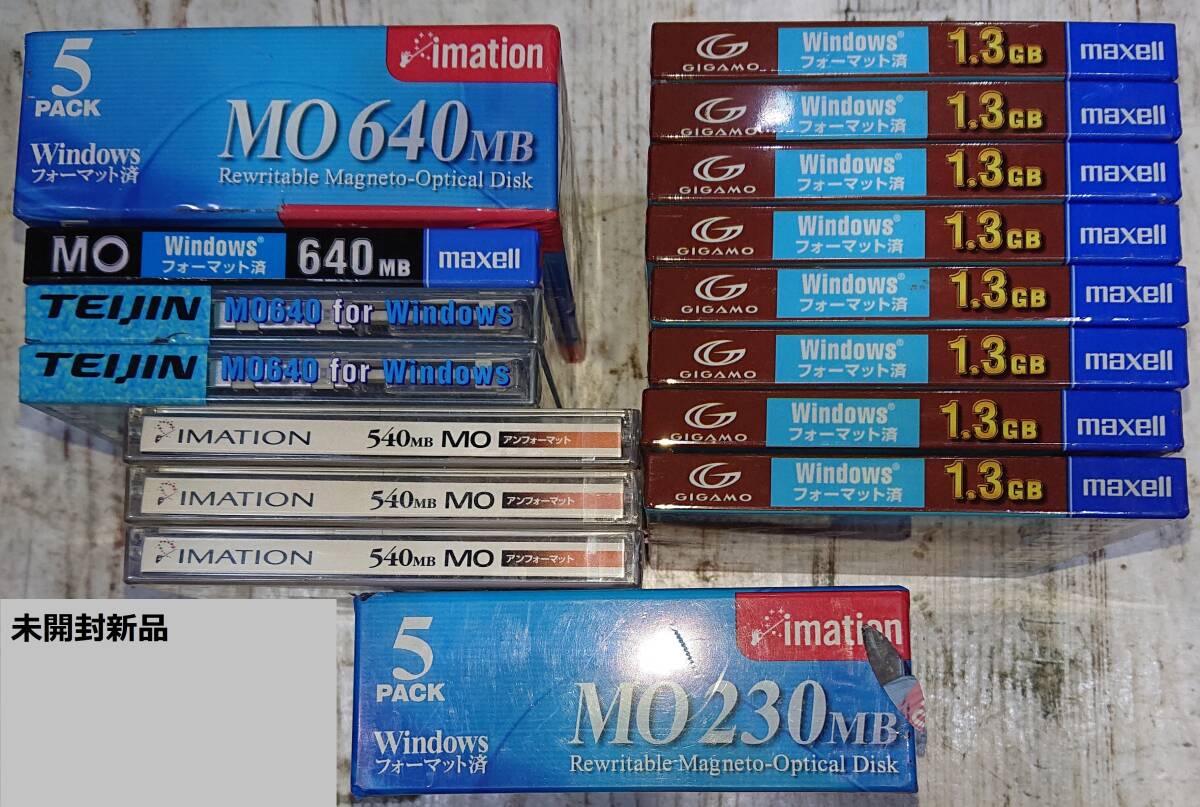 5
PACK
imation
MO 640MB
Windows
フォーマット済
Rewritable Magneto-Optical Disk
MO Windows® 640 MB maxell
フォーマット済
TEIJIN MO640 for Windows
TEIJIN MO640 for Windows
IMATION 540MB MO アンフォーマット
IMATION 540MB MO アンフォーマット
IMATION 540MB MO アンフォーマット
GIGAMO Windows® 1.3GB maxell
フォーマット済
GIGAMO Windows® 1.3GB maxell
フォーマット済
GIGAMO Windows® 1.3GB maxell
フォーマット済
GIGAMO Windows® 1.3GB maxell
フォーマット済
GIGAMO Windows® 1.3GB maxell
フォーマット済
GIGAMO Windows® 1.3GB maxell
フォーマット済
GIGAMO Windows® 1.3GB maxell
フォーマット済
GIGAMO Windows® 1.3GB maxell
フォーマット済
未開封新品
5
PACK
imation
MO 230MB
Windows
フォーマット済
Rewritable Magneto-Optical Disk